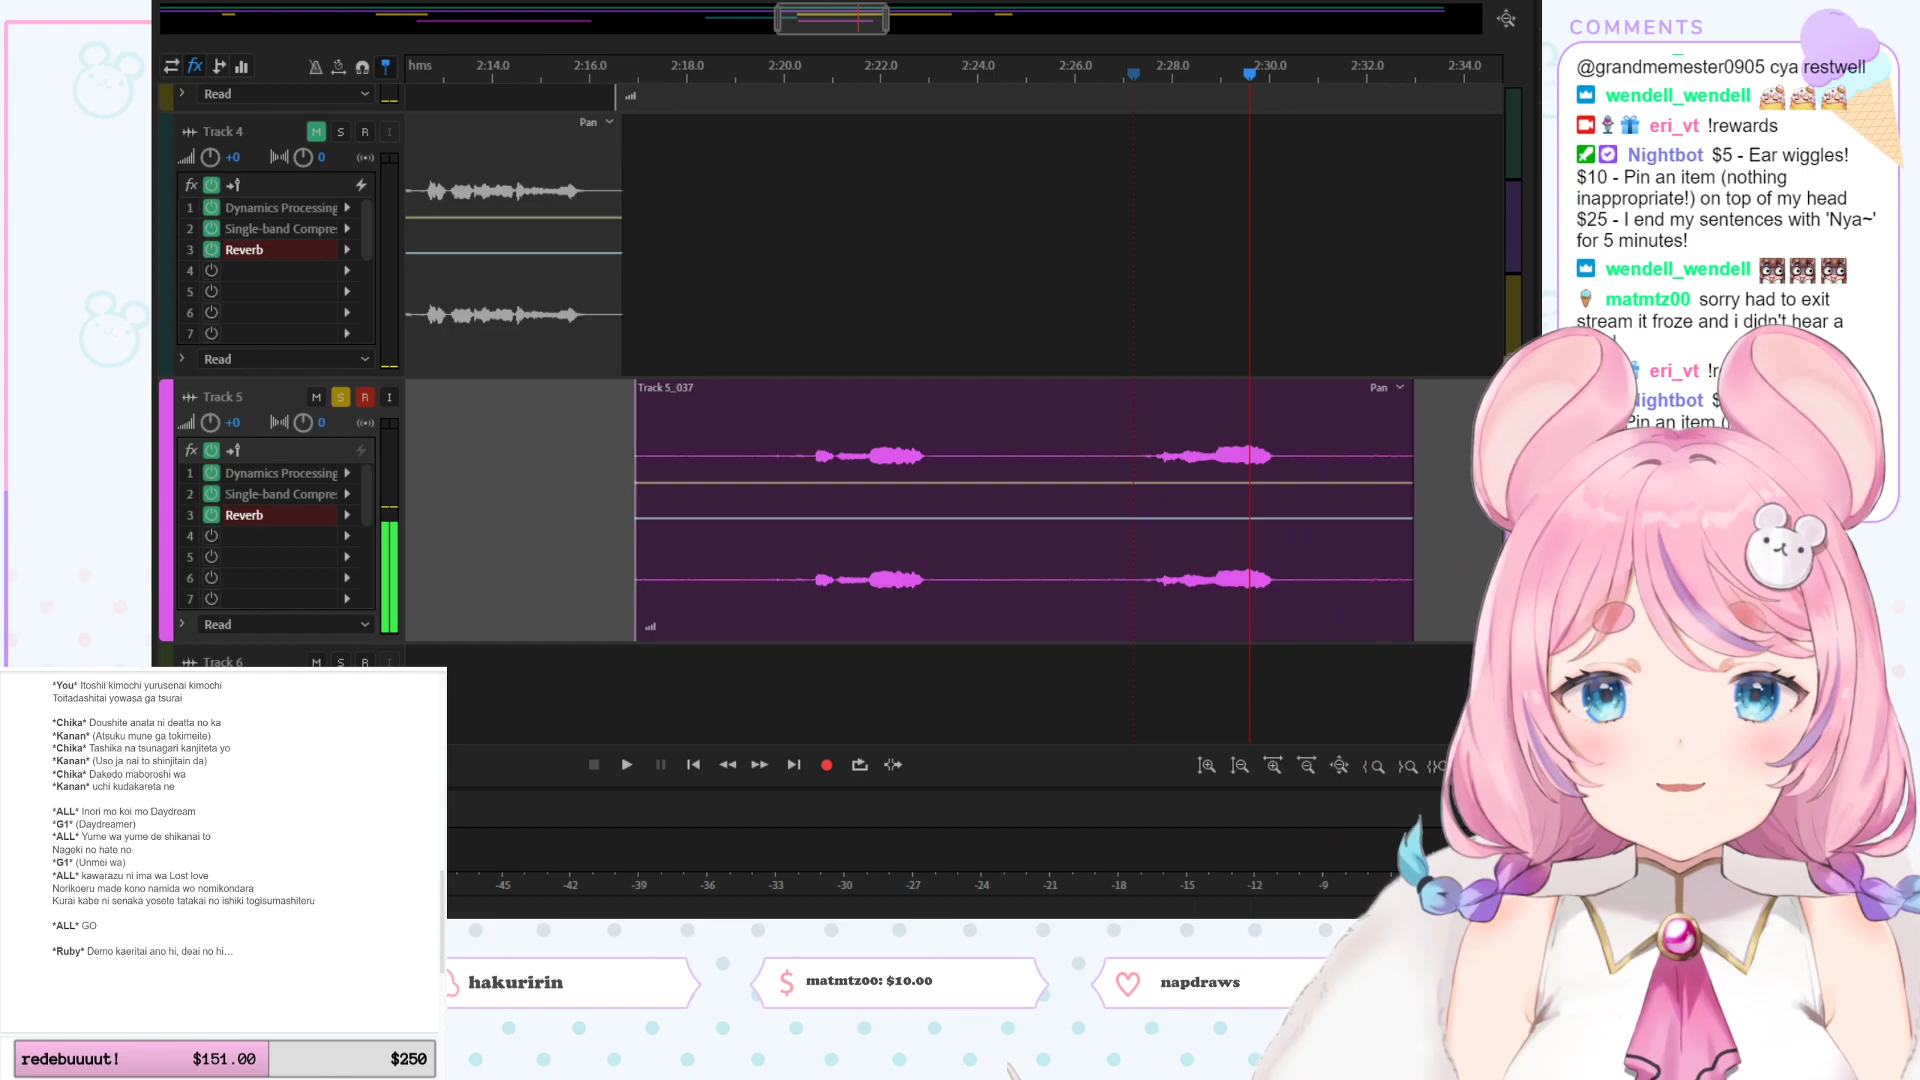 hms 2:14.0 2:16.0 2:18.0 2:20.0 2:22.0 2:24.0 2:26.0 2:28.0 2:30.0 2:32.0 2:34.0
Read
Track 4 M S R I
Pan
+0 0
fx
1 Dynamics Processing
2 Single-band Compre
3 Reverb
4
5
6
7
Read
Track 5 M S R I
Track 5_037 Pan
+0 0
fx
1 Dynamics Processing
2 Single-band Compre
3 Reverb
4
5
6
7
Read
Track 6 M S R I
-45 -42 -39 -36 -33 -30 -27 -24 -21 -18 -15 -12 -9
*You* Itoshii kimochi yurusenai kimochi
Toitadashitai yowasa ga tsurai
*Chika* Doushite anata ni deatta no ka
*Kanan* (Atsuku mune ga tokimeite)
*Chika* Tashika na tsunagari kanjiteta yo
*Kanan* (Uso ja nai to shinjitain da)
*Chika* Dakedo maboroshi wa
*Kanan* uchi kudakareta ne
*ALL* Inori mo koi mo Daydream
*G1* (Daydreamer)
*ALL* Yume wa yume de shikanai to
Nageki no hate no
*G1* (Unmei wa)
*ALL* kawarazu ni ima wa Lost love
Norikoeru made kono namida wo nomikondara
Kurai kabe ni senaka yosete tatakai no ishiki togisumashiteru
*ALL* GO
*Ruby* Demo kaeritai ano hi, deai no hi…
redebuuuut! $151.00 $250
hakuririn
matmtz00: $10.00
napdraws
COMMENTS
@grandmemester0905 cya restwell
wendell_wendell
eri_vt !rewards
Nightbot $5 - Ear wiggles!
$10 - Pin an item (nothing
inappropriate!) on top of my head
$25 - I end my sentences with 'Nya~'
for 5 minutes!
wendell_wendell
matmtz00 sorry had to exit
stream it froze and i didn't hear a
eri_vt
Nightbot
Pin an item